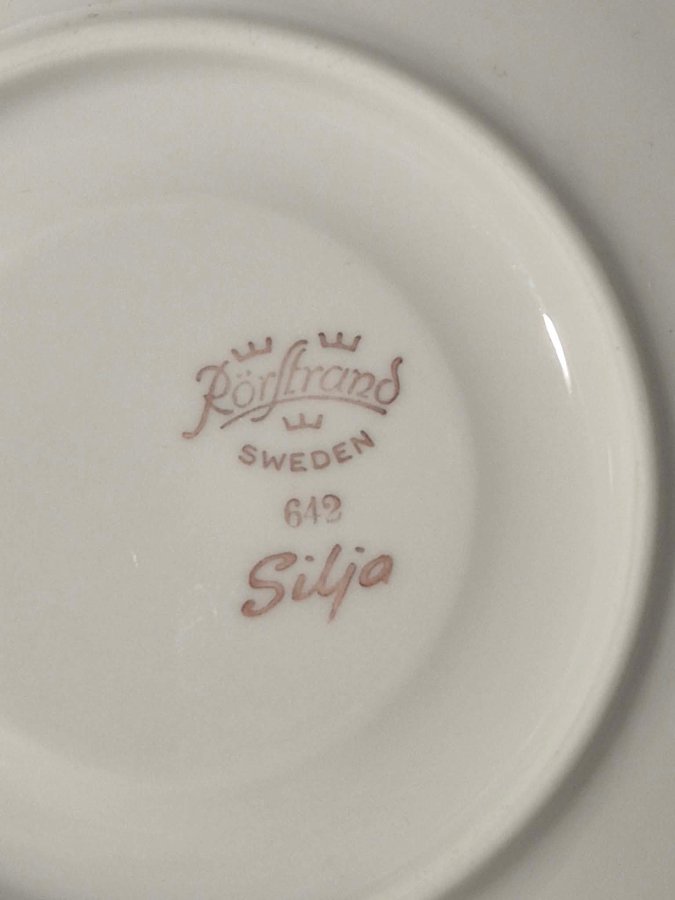 Rörstrand
SWEDEN
642
Silja